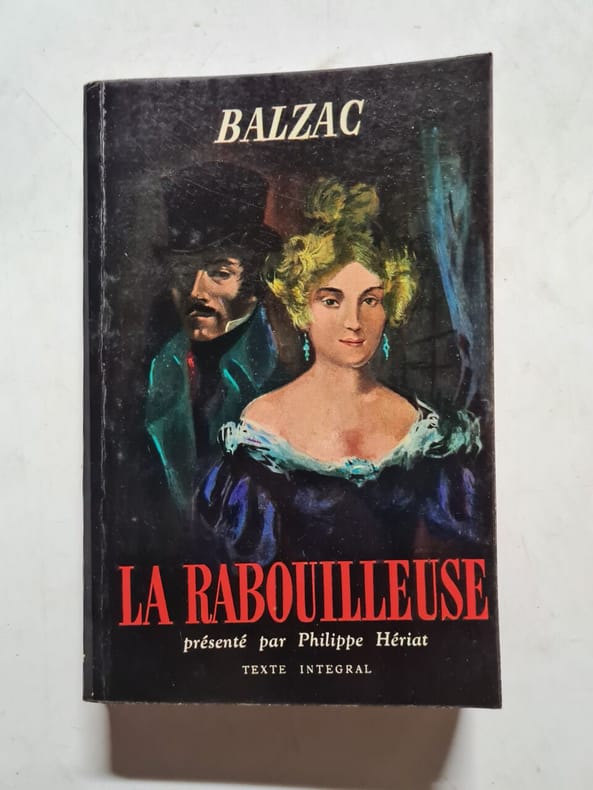 BALZAC
LA RABOUILLEUSE
présenté par Philippe Hériat
TEXTE INTEGRAL